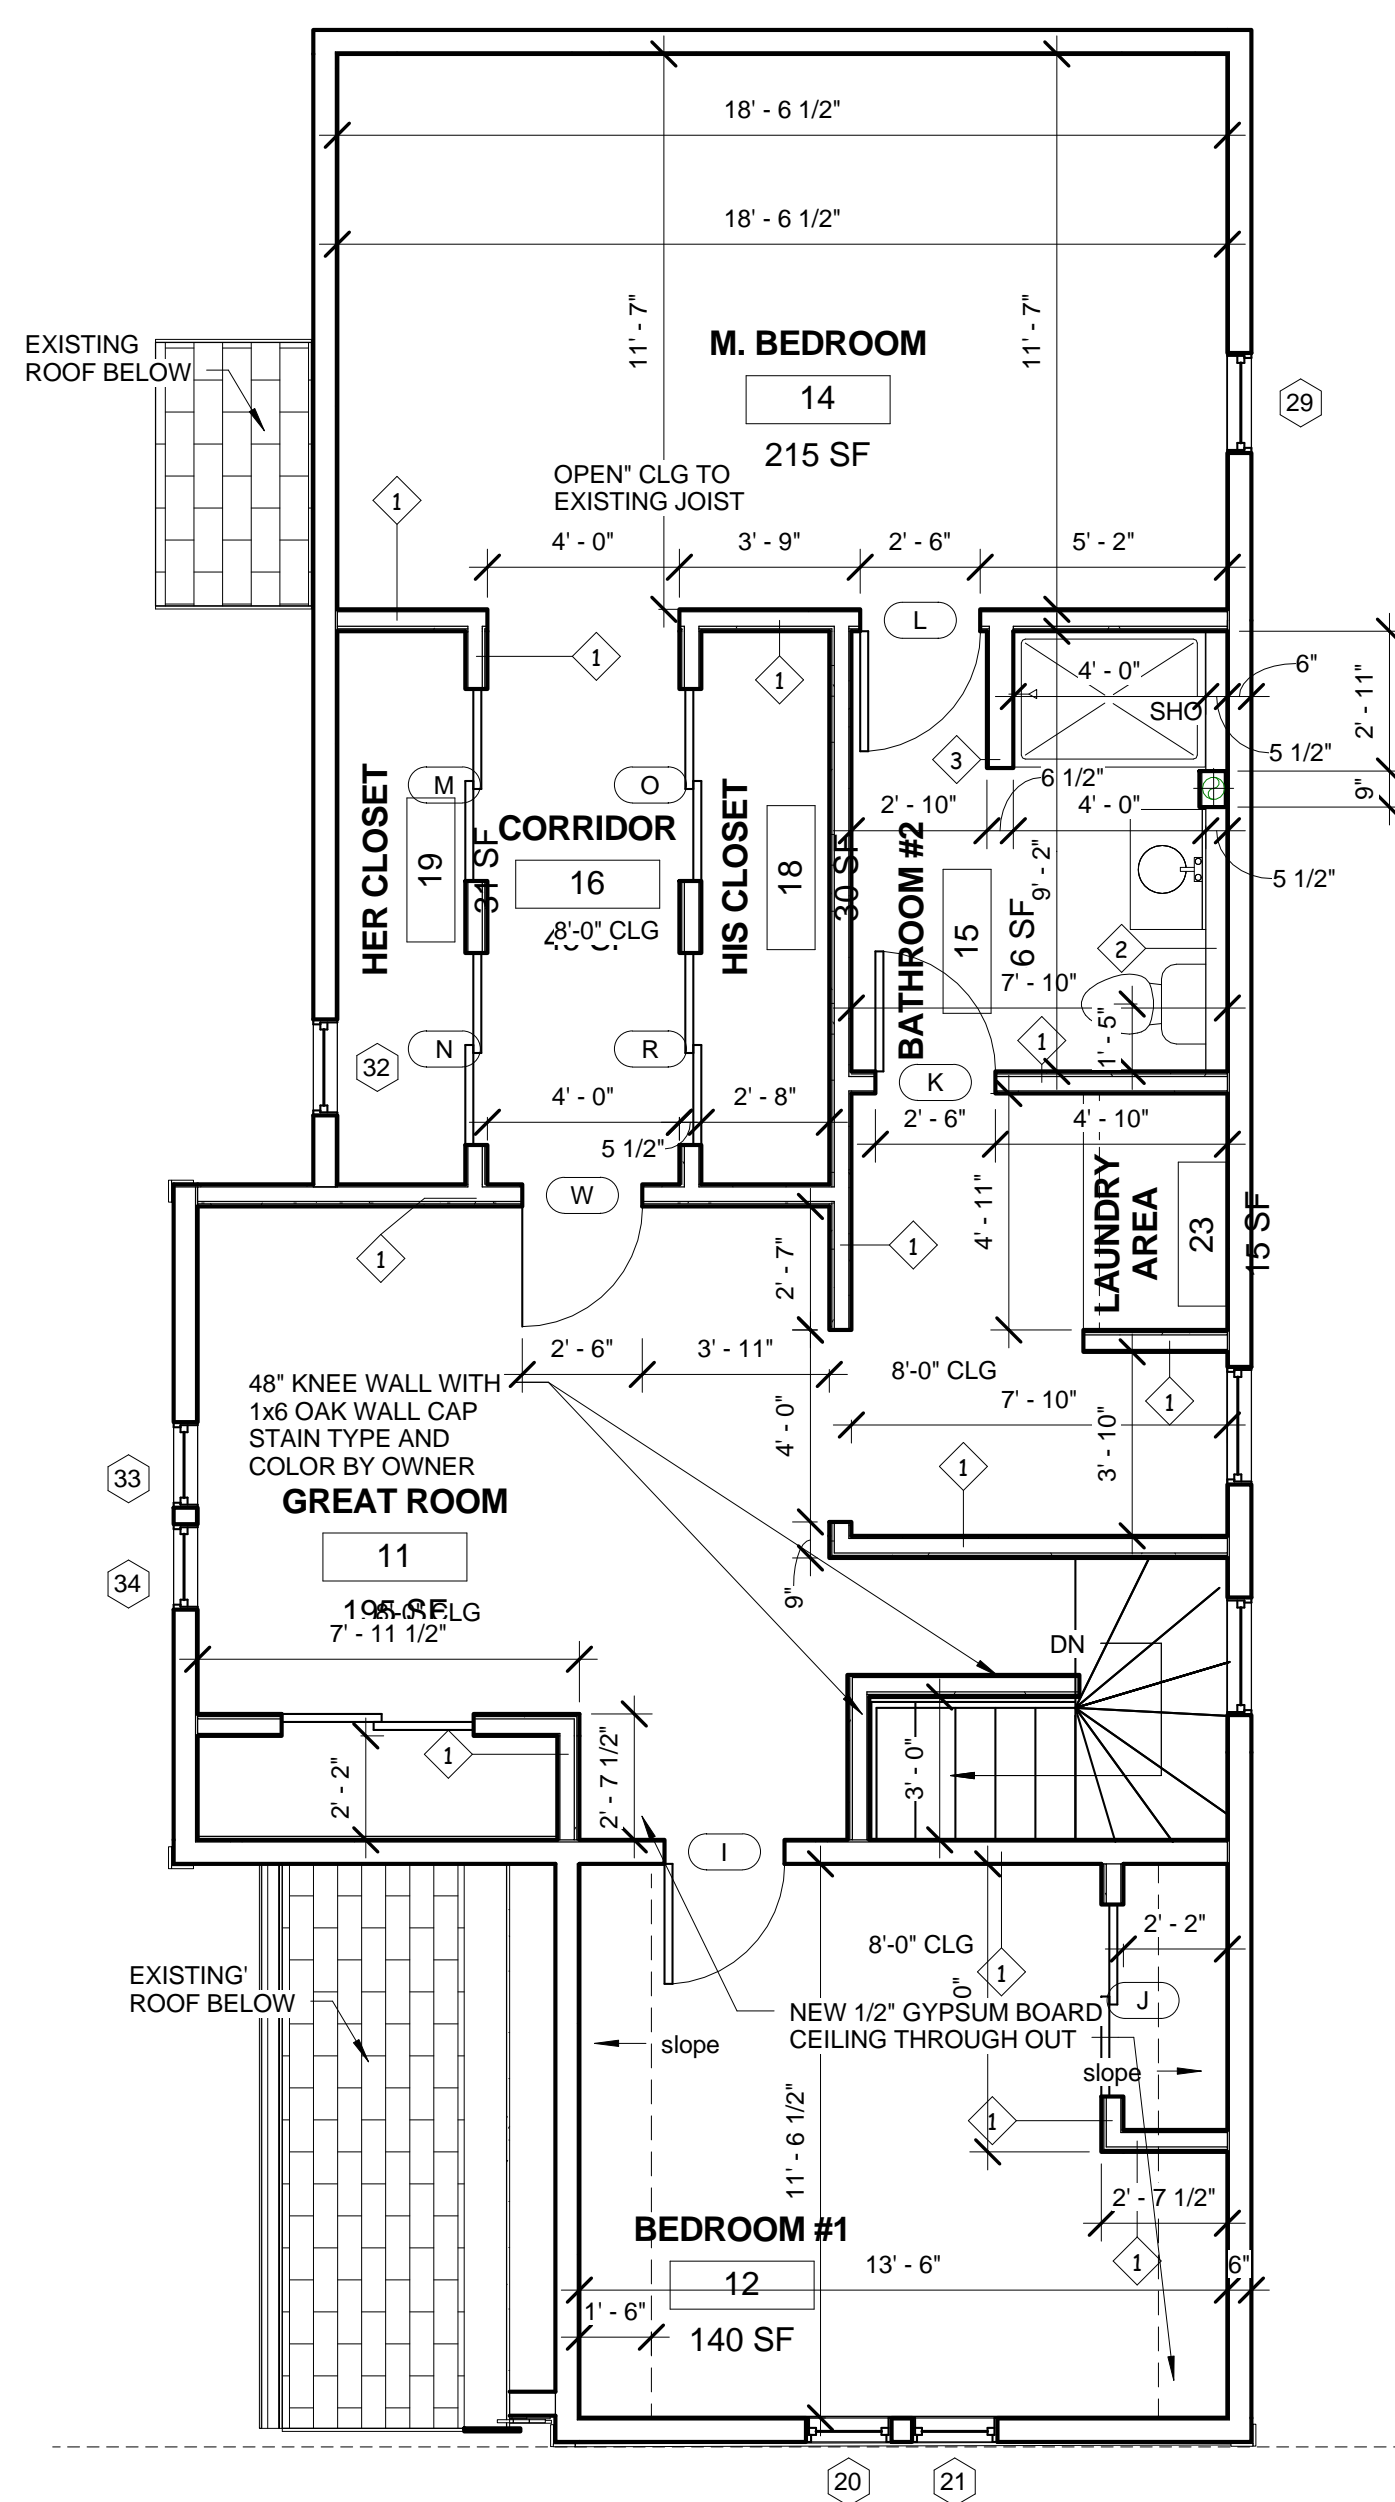 18' - 6 1/2"
18' - 6 1/2"
11' - 7"
11' - 7"
EXISTING
ROOF BELOW
M. BEDROOM
14
215 SF
29
OPEN" CLG TO
EXISTING JOIST
1
4' - 0"
3' - 9"
2' - 6"
5' - 2"
L
1
1
4' - 0"
6"
SHO
2' - 11"
5 1/2"
3
6 1/2"
M
O
2' - 10"
4' - 0"
9"
HER CLOSET
19
31 SF
CORRIDOR
16
8'-0" CLG
HIS CLOSET
18
30 SF
BATHROOM #2
15
6 SF
9' - 2"
5 1/2"
2
7' - 10"
1' - 5"
1
N
R
32
K
4' - 0"
2' - 8"
5 1/2"
2' - 6"
4' - 10"
W
1
1
4' - 11"
LAUNDRY
AREA
23
15 SF
2' - 7"
2' - 6"
3' - 11"
8'-0" CLG
7' - 10"
1
48" KNEE WALL WITH
1x6 OAK WALL CAP
STAIN TYPE AND
COLOR BY OWNER
4' - 0"
3' - 10"
1
33
GREAT ROOM
11
34
195 SF
8'-0" CLG
7' - 11 1/2"
9"
DN
1
2' - 2"
2' - 7 1/2"
3' - 0"
I
8'-0" CLG
2' - 2"
1
J
EXISTING'
ROOF BELOW
NEW 1/2" GYPSUM BOARD
CEILING THROUGH OUT
slope
slope
1
11' - 6 1/2"
2' - 7 1/2"
BEDROOM #1
12
13' - 6"
1
6"
1' - 6"
140 SF
20
21